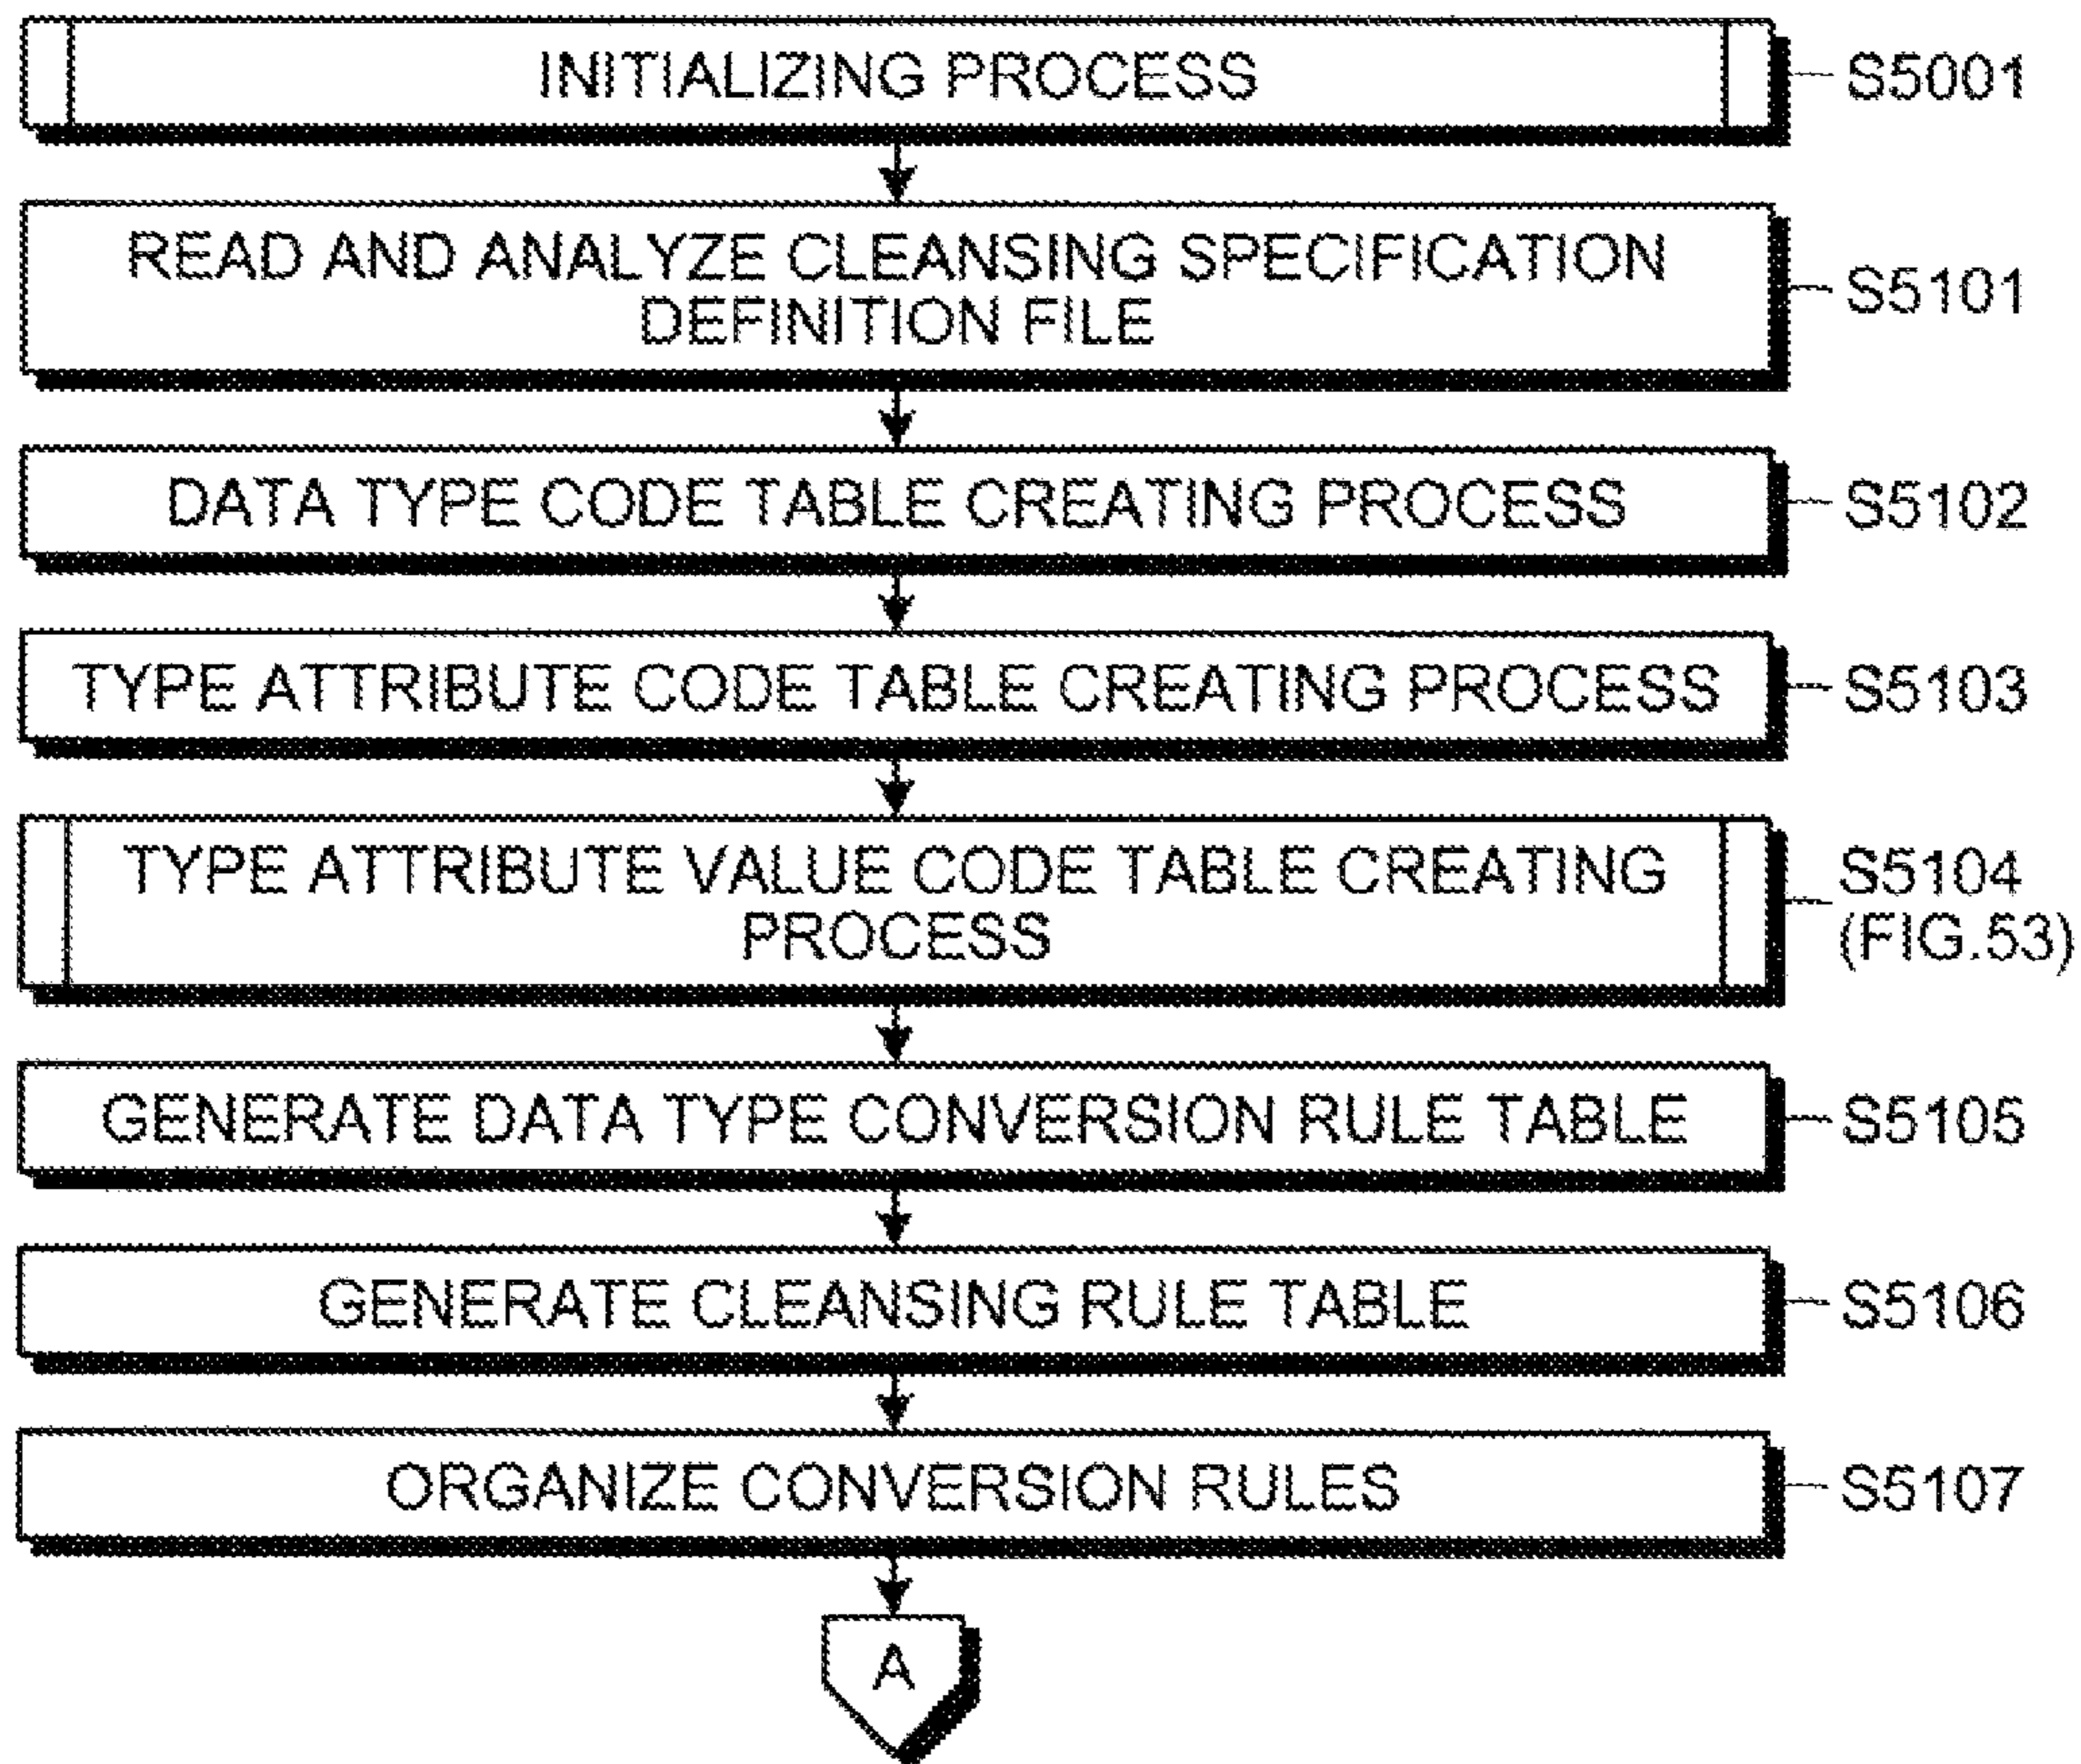 INITIALIZING PROCESS
S5001
READ AND ANALYZE CLEANSING SPECIFICATION
DEFINITION FILE
S5101
DATA TYPE CODE TABLE CREATING PROCESS
S5102
TYPE ATTRIBUTE CODE TABLE CREATING PROCESS
S5103
TYPE ATTRIBUTE VALUE CODE TABLE CREATING
PROCESS
S5104
(FIG.53)
GENERATE DATA TYPE CONVERSION RULE TABLE
S5105
GENERATE CLEANSING RULE TABLE
S5106
ORGANIZE CONVERSION RULES
S5107
A